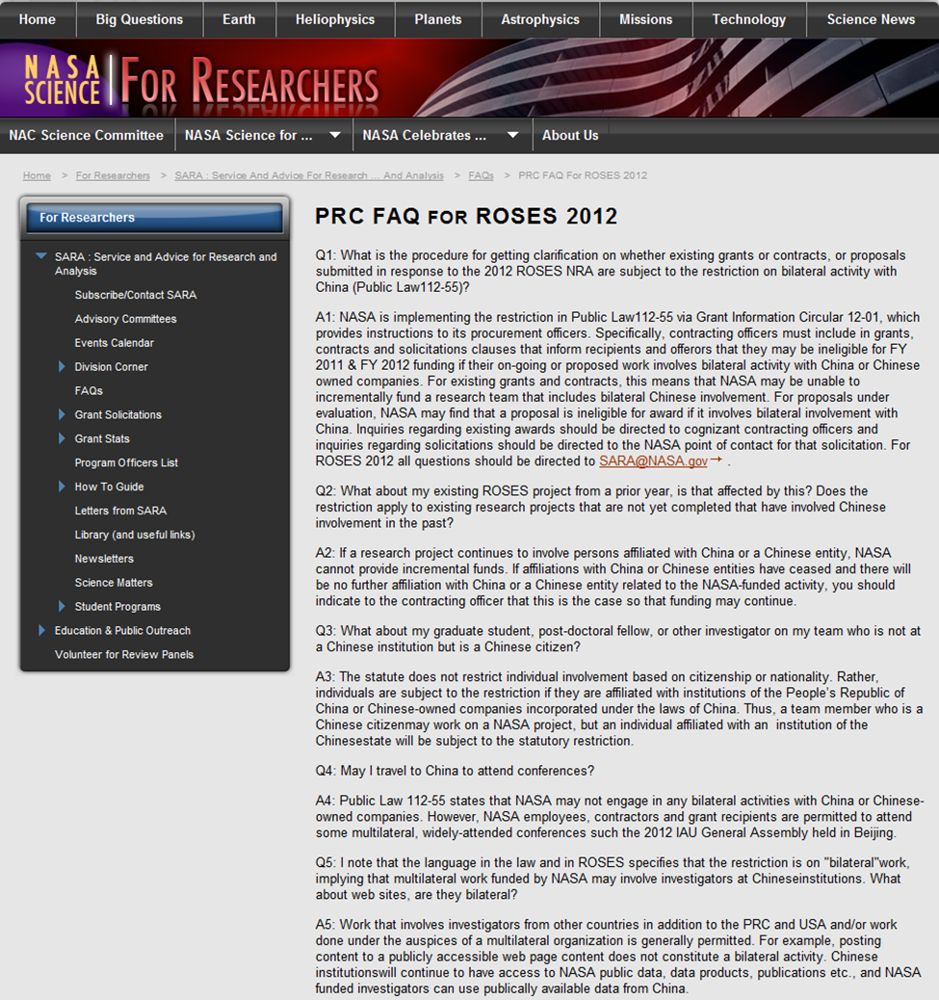 Home Big Questions Earth Heliophysics Planets Astrophysics Missions Technology Science News
NASA
SCIENCE
FOR RESEARCHERS
NAC Science Committee NASA Science for ... NASA Celebrates ... About Us
Home > For Researchers > SARA : Service And Advice For Research ... And Analysis > FAQs > PRC FAQ For ROSES 2012
For Researchers
SARA : Service and Advice for Research and
Analysis
Subscribe/Contact SARA
Advisory Committees
Events Calendar
Division Corner
FAQs
Grant Solicitations
Grant Stats
Program Officers List
How To Guide
Letters from SARA
Library (and useful links)
Newsletters
Science Matters
Student Programs
Education & Public Outreach
Volunteer for Review Panels
PRC FAQ FOR ROSES 2012
Q1: What is the procedure for getting clarification on whether existing grants or contracts, or proposals
submitted in response to the 2012 ROSES NRA are subject to the restriction on bilateral activity with
China (Public Law112-55)?
A1: NASA is implementing the restriction in Public Law112-55 via Grant Information Circular 12-01, which
provides instructions to its procurement officers. Specifically, contracting officers must include in grants,
contracts and solicitations clauses that inform recipients and offerors that they may be ineligible for FY
2011 & FY 2012 funding if their on-going or proposed work involves bilateral activity with China or Chinese
owned companies. For existing grants and contracts, this means that NASA may be unable to
incrementally fund a research team that includes bilateral Chinese involvement. For proposals under
evaluation, NASA may find that a proposal is ineligible for award if it involves bilateral involvement with
China. Inquiries regarding existing awards should be directed to cognizant contracting officers and
inquiries regarding solicitations should be directed to the NASA point of contact for that solicitation. For
ROSES 2012 all questions should be directed to SARA@NASA.gov .
Q2: What about my existing ROSES project from a prior year, is that affected by this? Does the
restriction apply to existing research projects that are not yet completed that have involved Chinese
involvement in the past?
A2: If a research project continues to involve persons affiliated with China or a Chinese entity, NASA
cannot provide incremental funds. If affiliations with China or Chinese entities have ceased and there will
be no further affiliation with China or a Chinese entity related to the NASA-funded activity, you should
indicate to the contracting officer that this is the case so that funding may continue.
Q3: What about my graduate student, post-doctoral fellow, or other investigator on my team who is not at
a Chinese institution but is a Chinese citizen?
A3: The statute does not restrict individual involvement based on citizenship or nationality. Rather,
individuals are subject to the restriction if they are affiliated with institutions of the People's Republic of
China or Chinese-owned companies incorporated under the laws of China. Thus, a team member who is a
Chinese citizenmay work on a NASA project, but an individual affiliated with an institution of the
Chinesestate will be subject to the statutory restriction.
Q4: May I travel to China to attend conferences?
A4: Public Law 112-55 states that NASA may not engage in any bilateral activities with China or Chinese-
owned companies. However, NASA employees, contractors and grant recipients are permitted to attend
some multilateral, widely-attended conferences such the 2012 IAU General Assembly held in Beijing.
Q5: I note that the language in the law and in ROSES specifies that the restriction is on "bilateral"work,
implying that multilateral work funded by NASA may involve investigators at Chineseinstitutions. What
about web sites, are they bilateral?
A5: Work that involves investigators from other countries in addition to the PRC and USA and/or work
done under the auspices of a multilateral organization is generally permitted. For example, posting
content to a publicly accessible web page content does not constitute a bilateral activity. Chinese
institutionswill continue to have access to NASA public data, data products, publications etc., and NASA
funded investigators can use publically available data from China.